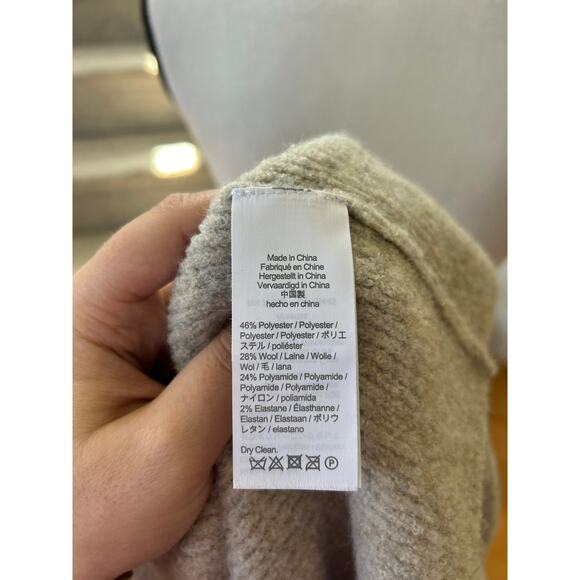 Made in China
Fabriqué en Chine
Hergestellt in China
Vervaardigd in China
中国製
hecho en china
46% Polyester / Polyester /
Polyester / Polyester / ポリエ
ステル / poliéster
28% Wool / Laine / Wolle /
Wol / 毛 / lana
24% Polyamide / Polyamide /
Polyamide / Polyamide /
ナイロン / poliamida
2% Elastane / Élasthanne /
Elastan / Elastaan / ポリウ
レタン / elastano
Dry Clean.
P